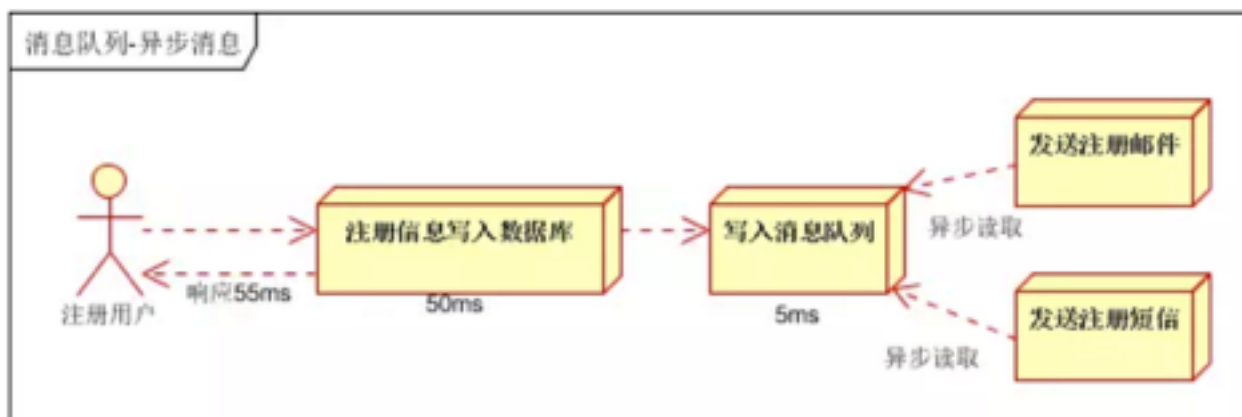 消息队列-异步消息
发送注册邮件
注册信息写入数据库
写入消息队列
异步读取
响应55ms
50ms
5ms
注册用户
发送注册短信
异步读取